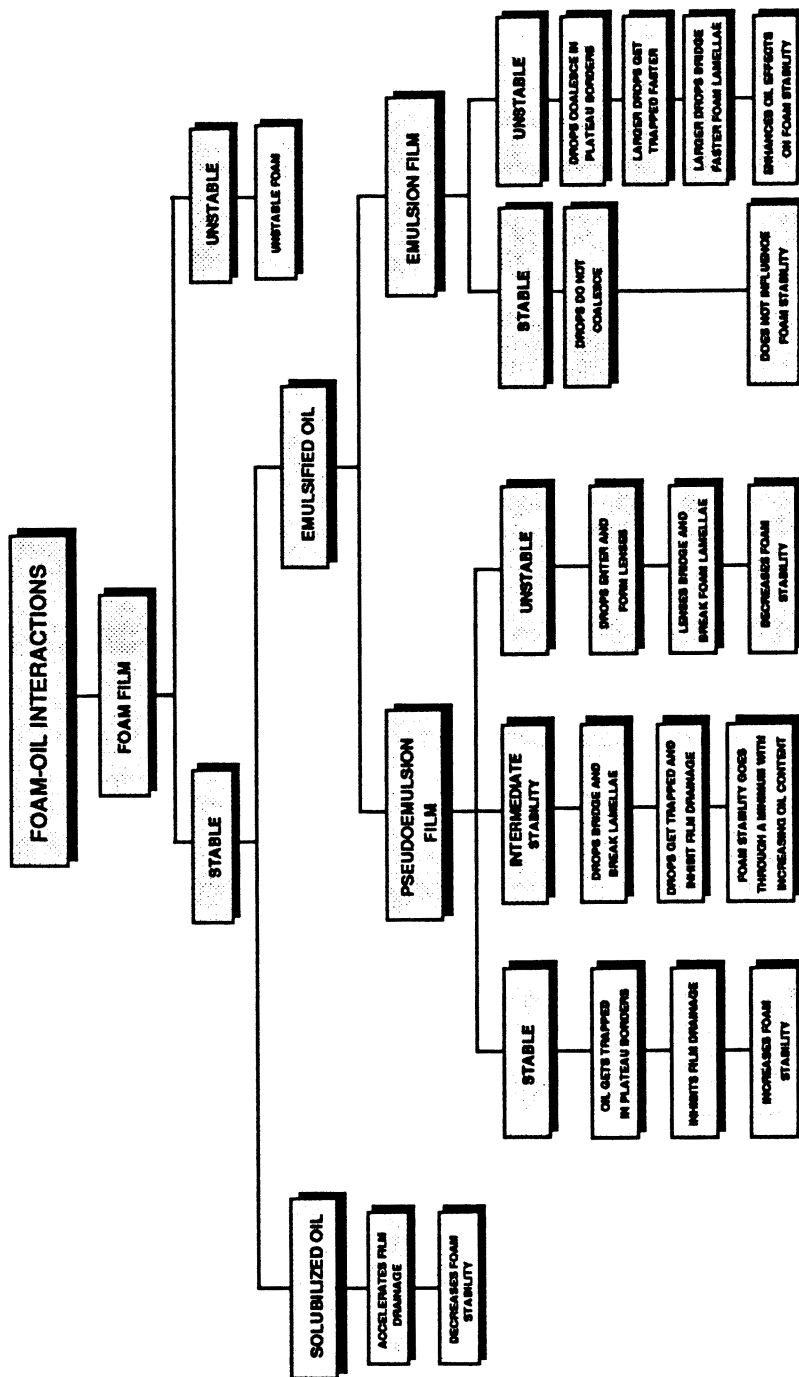 FOAM-OIL INTERACTIONS
FOAM FILM
STABLE
UNSTABLE
UNSTABLE FOAM
SOLUBILIZED OIL
ACCELERATES FILM
DRAINAGE
DECREASES FOAM
STABILITY
EMULSIFIED OIL
PSEUDOEMULSION
FILM
STABLE
OIL GETS TRAPPED
IN PLATEAU BORDERS
INHIBITS FILM DRAINAGE
INCREASES FOAM
STABILITY
INTERMEDIATE
STABILITY
DROPS BRIDGE AND
BREAK LAMELLAE
DROPS GET TRAPPED AND
INHIBIT FILM DRAINAGE
FOAM STABILITY GOES
THROUGH A MINIMUM WITH
INCREASING OIL CONTENT
UNSTABLE
DROPS ENTER AND
FORM LENSES
LENSES BRIDGE AND
BREAK FOAM LAMELLAE
DECREASES FOAM
STABILITY
EMULSION FILM
STABLE
DROPS DO NOT
COALESCE
DOES NOT INFLUENCE
FOAM STABILITY
UNSTABLE
DROPS COALESCE IN
PLATEAU BORDERS
LARGER DROPS GET
TRAPPED FASTER
LARGER DROPS BRIDGE
FASTER FOAM LAMELLAE
ENHANCES OIL EFFECTS
ON FOAM STABILITY